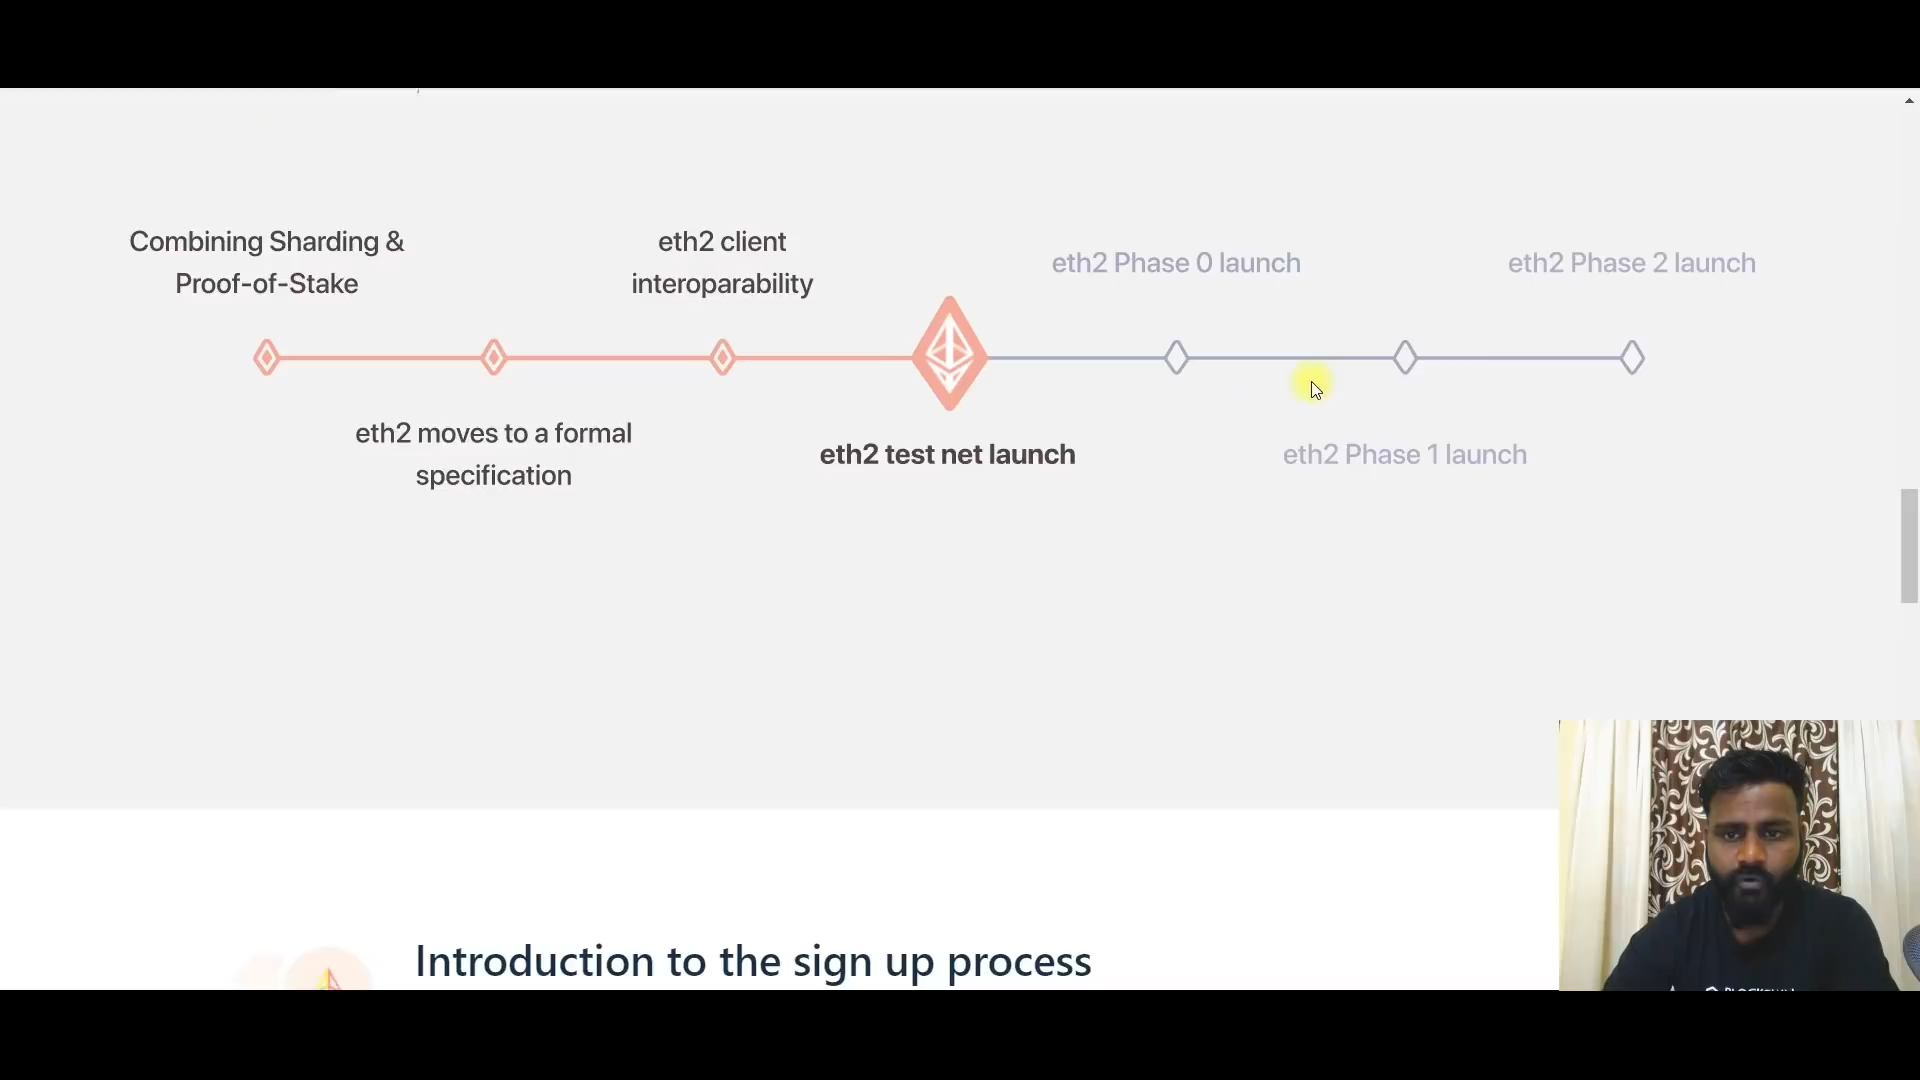 Combining Sharding &
Proof-of-Stake
eth2 client
interoparability
eth2 Phase 0 launch
eth2 Phase 2 launch
eth2 moves to a formal
specification
eth2 test net launch
eth2 Phase 1 launch
Introduction to the sign up process